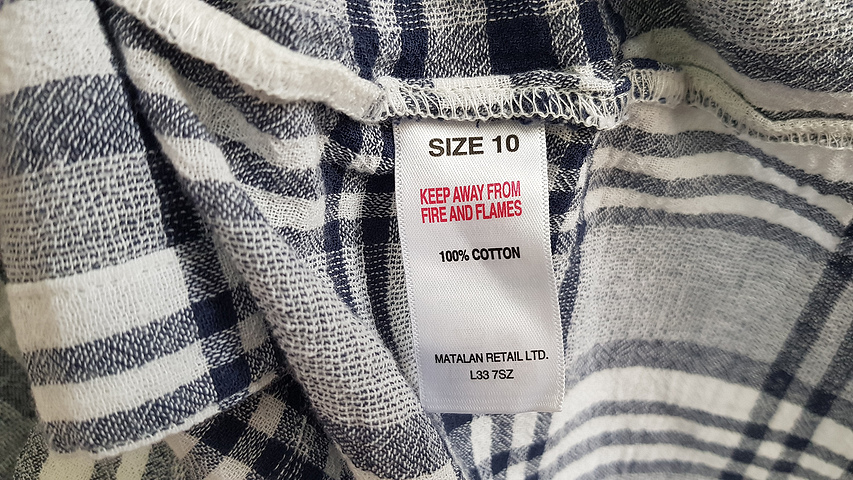 SIZE 10
KEEP AWAY FROM
FIRE AND FLAMES
100% COTTON
MATALAN RETAIL LTD.
L33 7SZ